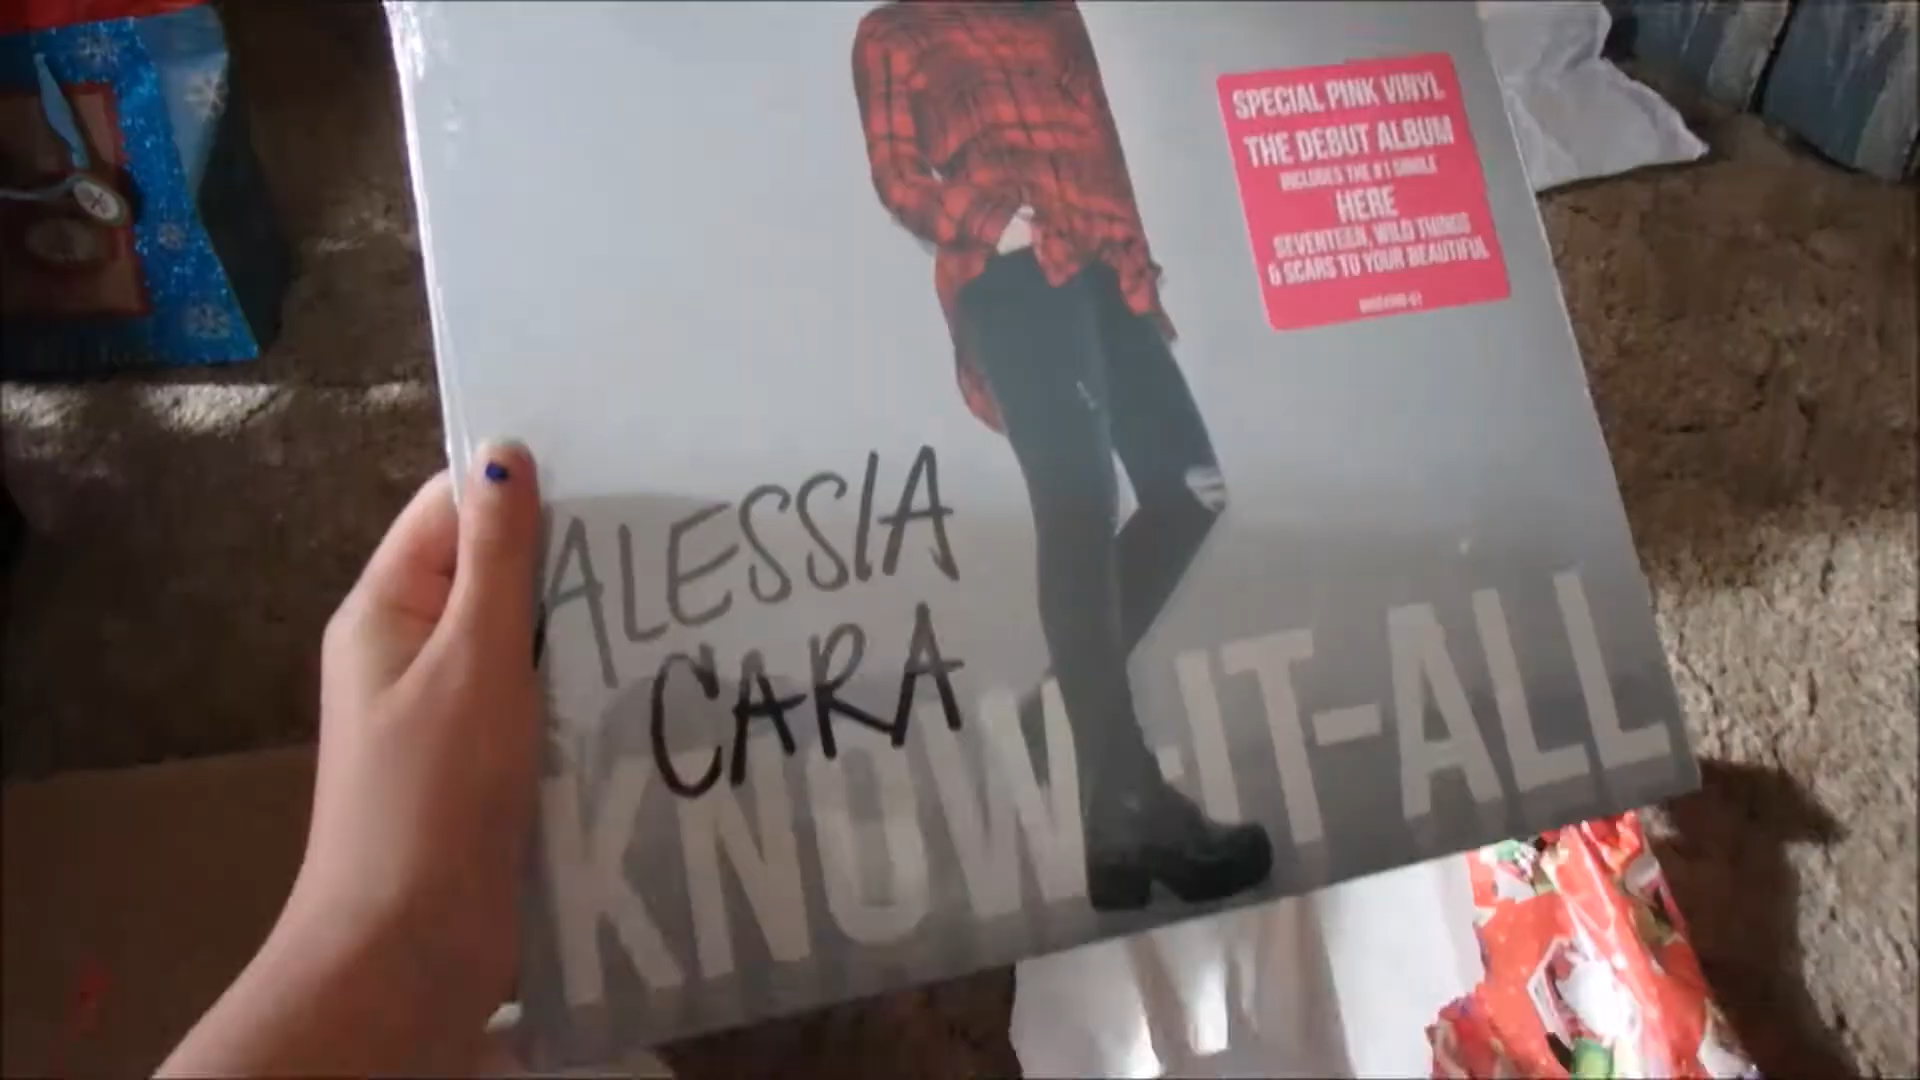 SPECIAL PINK VINYL
THE DEBUT ALBUM
INCLUDES THE #1 SINGLE
HERE
SEVENTEEN, WILD THINGS
& SCARS TO YOUR BEAUTIFUL
ALESSIA
CARA
KNOW-IT-ALL